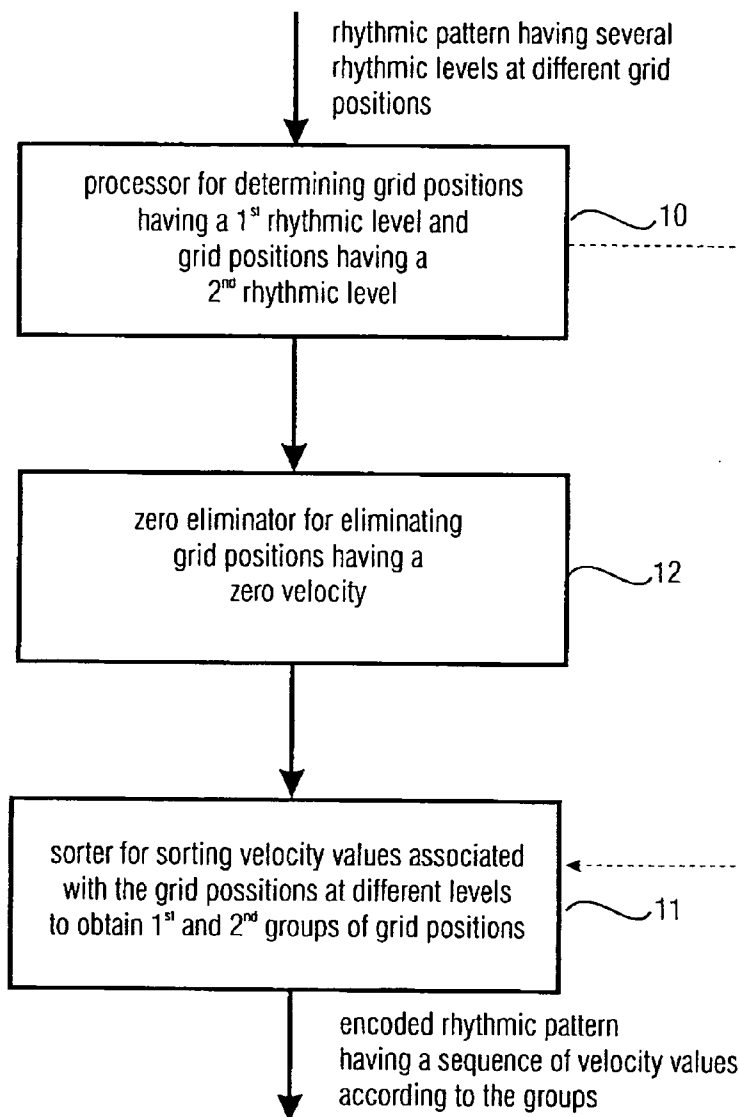 rhythmic pattern having several
rhythmic levels at different grid
positions
processor for determining grid positions
having a 1st rhythmic level and
grid positions having a
2nd rhythmic level
10
zero eliminator for eliminating
grid positions having a
zero velocity
12
sorter for sorting velocity values associated
with the grid possitions at different levels
to obtain 1st and 2nd groups of grid positions
11
encoded rhythmic pattern
having a sequence of velocity values
according to the groups